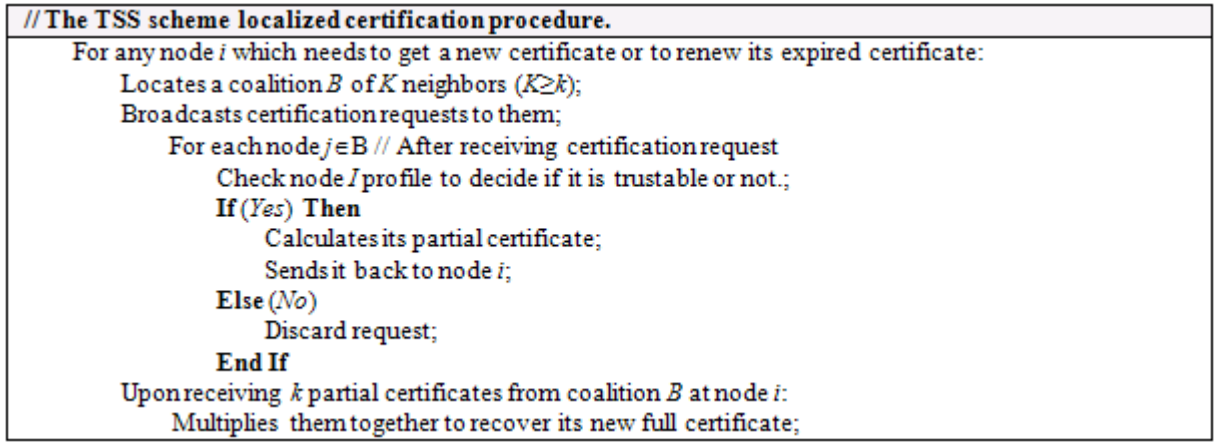 // The TSS scheme localized certification procedure.
For any node i which needs to get a new certificate or to renew its expired certificate:
Locates a coalition B of K neighbors (K≥k);
Broadcasts certification requests to them;
For each node j∈B // After receiving certification request
Check node I profile to decide if it is trustable or not.;
If (Yes) Then
Calculates its partial certificate;
Sends it back to node i;
Else (No)
Discard request;
End If
Upon receiving k partial certificates from coalition B at node i:
Multiplies them together to recover its new full certificate;